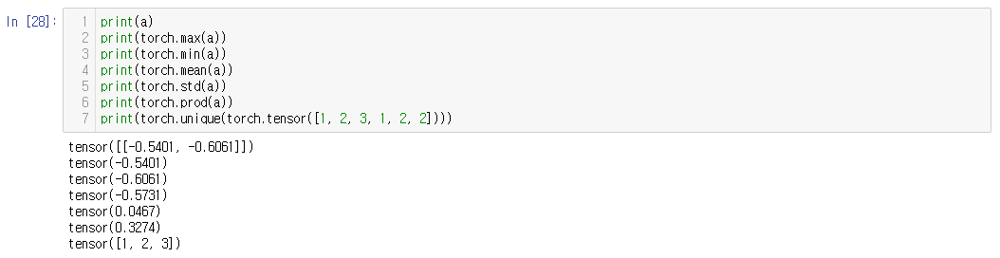 In [28]:
1 print(a)
2 print(torch.max(a))
3 print(torch.min(a))
4 print(torch.mean(a))
5 print(torch.std(a))
6 print(torch.prod(a))
7 print(torch.unique(torch.tensor([1, 2, 3, 1, 2, 2])))
tensor([[-0.5401, -0.6061]])
tensor(-0.5401)
tensor(-0.6061)
tensor(-0.5731)
tensor(0.0467)
tensor(0.3274)
tensor([1, 2, 3])